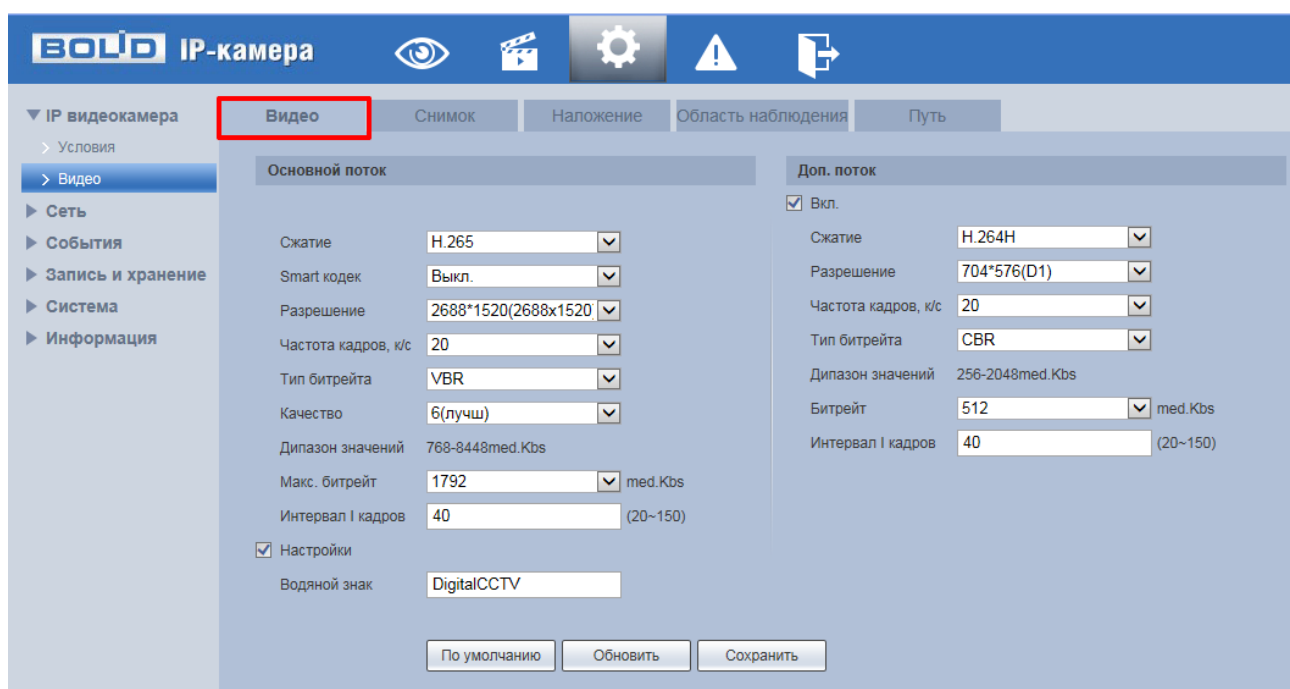 BOLID IP-камера
IP видеокамера
Условия
Видео
Сеть
События
Запись и хранение
Система
Информация
Видео Снимок Наложение Область наблюдения Путь
Основной поток
Сжатие H.265
Smart кодек Выкл.
Разрешение 2688*1520(2688x1520)
Частота кадров, к/с 20
Тип битрейта VBR
Качество 6(лучш)
Дипазон значений 768-8448med.Kbs
Макс. битрейт 1792 med.Kbs
Интервал I кадров 40 (20~150)
Настройки
Водяной знак DigitalCCTV
По умолчанию Обновить Сохранить
Доп. поток
Вкл.
Сжатие H.264H
Разрешение 704*576(D1)
Частота кадров, к/с 20
Тип битрейта CBR
Дипазон значений 256-2048med.Kbs
Битрейт 512 med.Kbs
Интервал I кадров 40 (20~150)